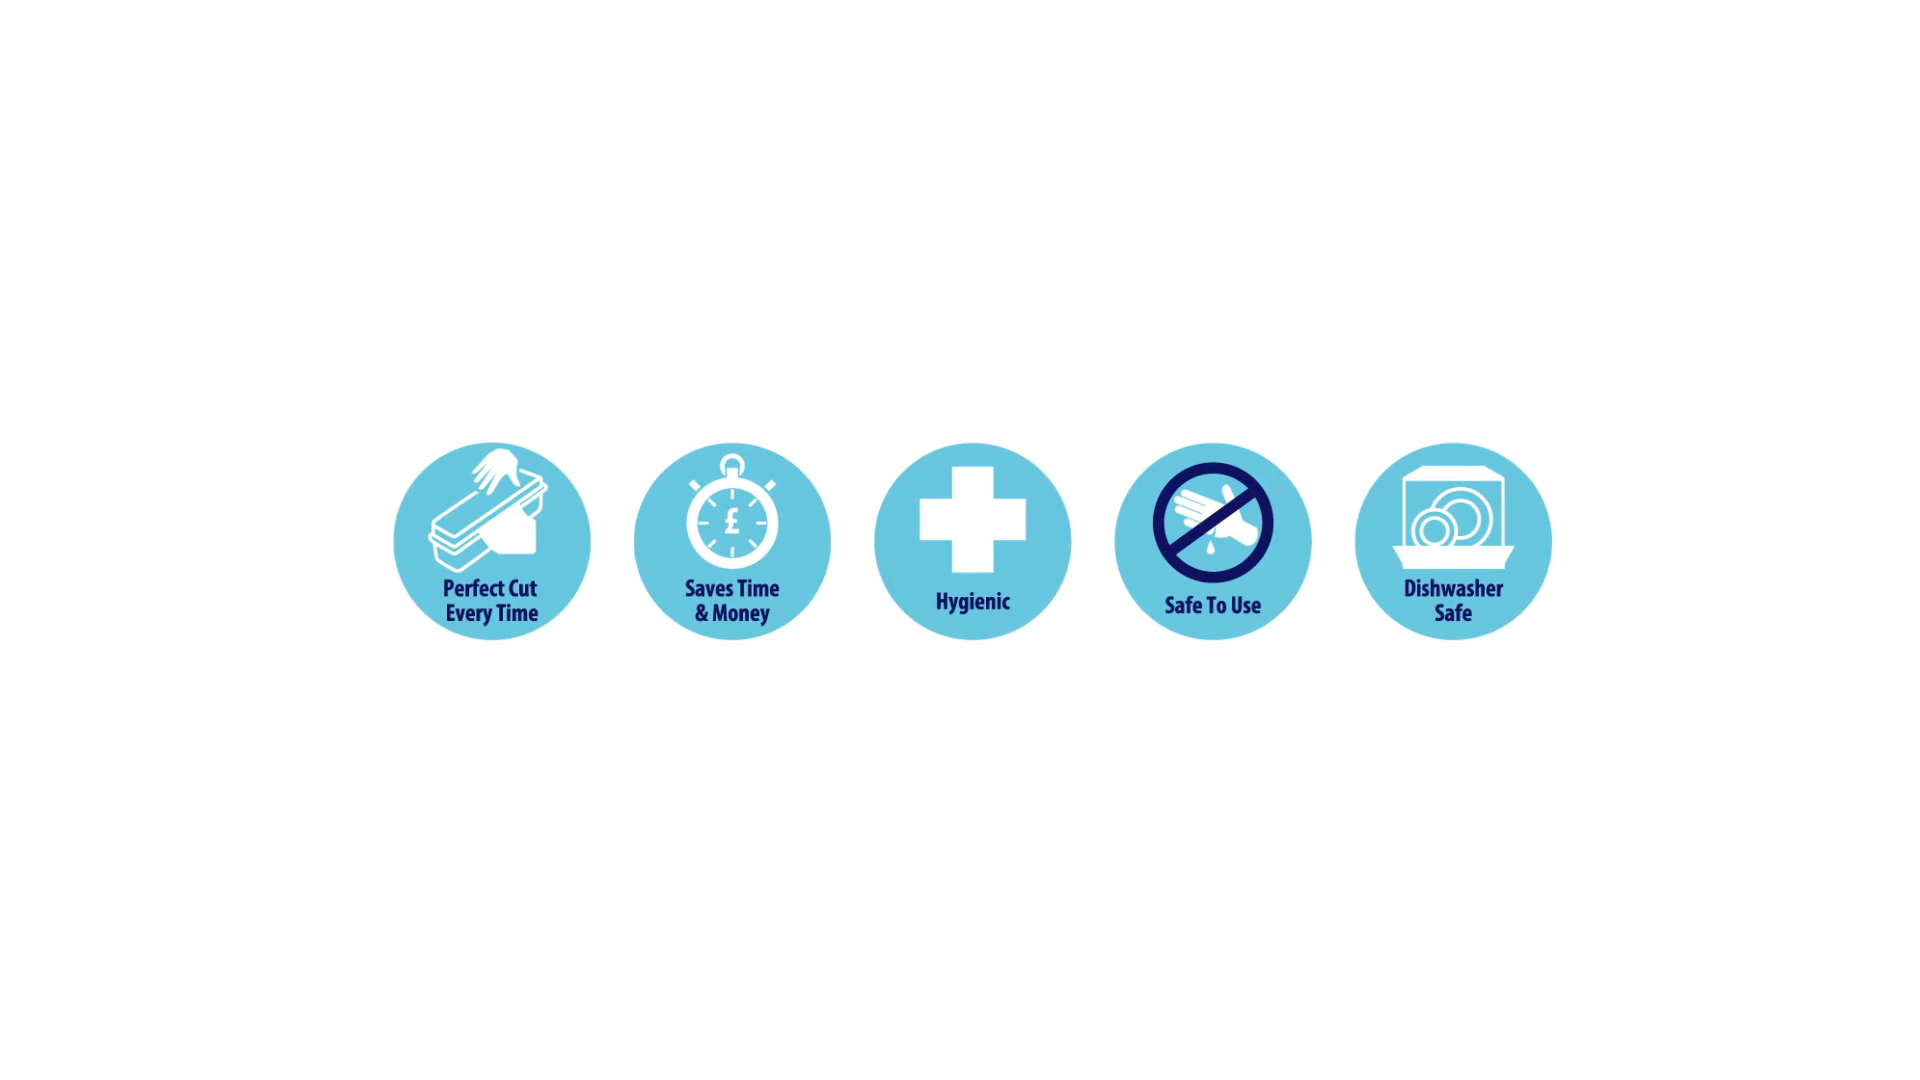 £
Perfect Cut
Every Time
Saves Time
& Money
Hygienic
Safe To Use
Dishwasher
Safe